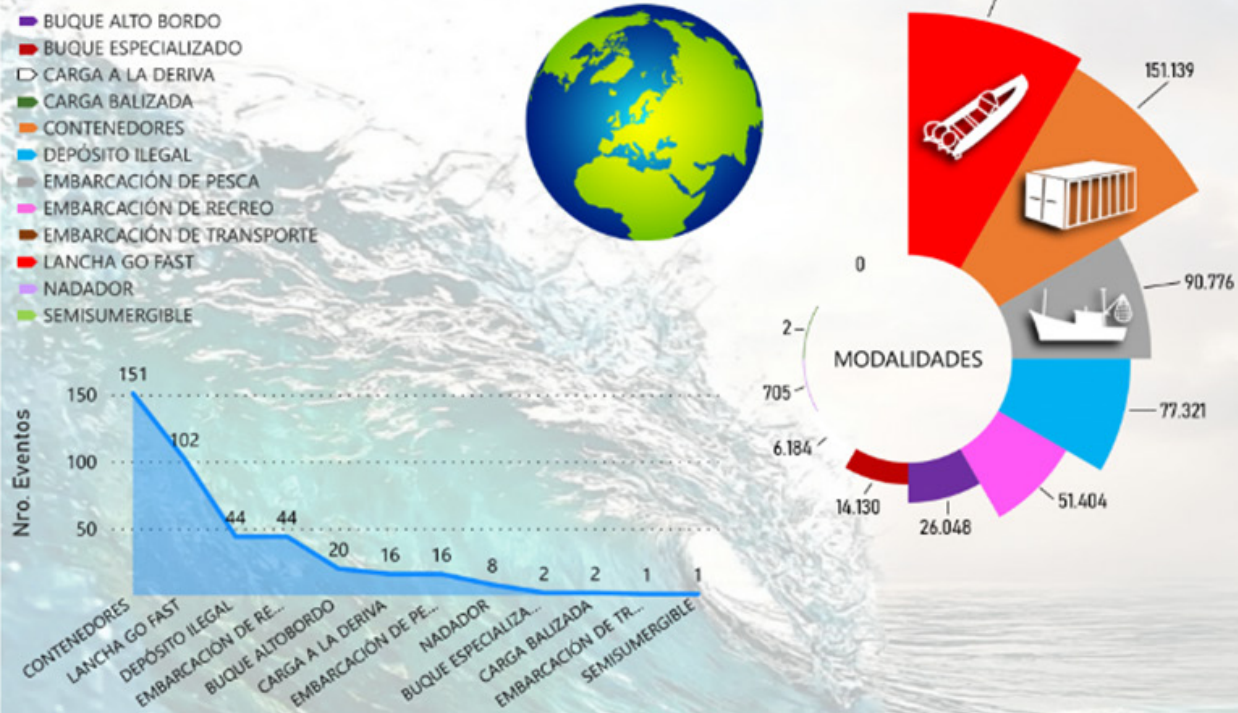 BUQUE ALTO BORDO
BUQUE ESPECIALIZADO
CARGA A LA DERIVA
CARGA BALIZADA
CONTENEDORES
DEPÓSITO ILEGAL
EMBARCACIÓN DE PESCA
EMBARCACIÓN DE RECREO
EMBARCACIÓN DE TRANSPORTE
LANCHA GO FAST
NADADOR
SEMISUMERGIBLE
151.139
90.776
77.321
51.404
26.048
14.130
6.184
705
2
0
MODALIDADES
Nro. Eventos
150
100
50
151
102
44
44
20
16
16
8
2
2
1
1
CONTENEDORES
LANCHA GO FAST
DEPÓSITO ILEGAL
EMBARCACIÓN DE RE...
BUQUE ALTOBORDO
CARGA A LA DERIVA
EMBARCACIÓN DE PE...
NADADOR
BUQUE ESPECIALIZA...
CARGA BALIZADA
EMBARCACIÓN DE TR...
SEMISUMERGIBLE